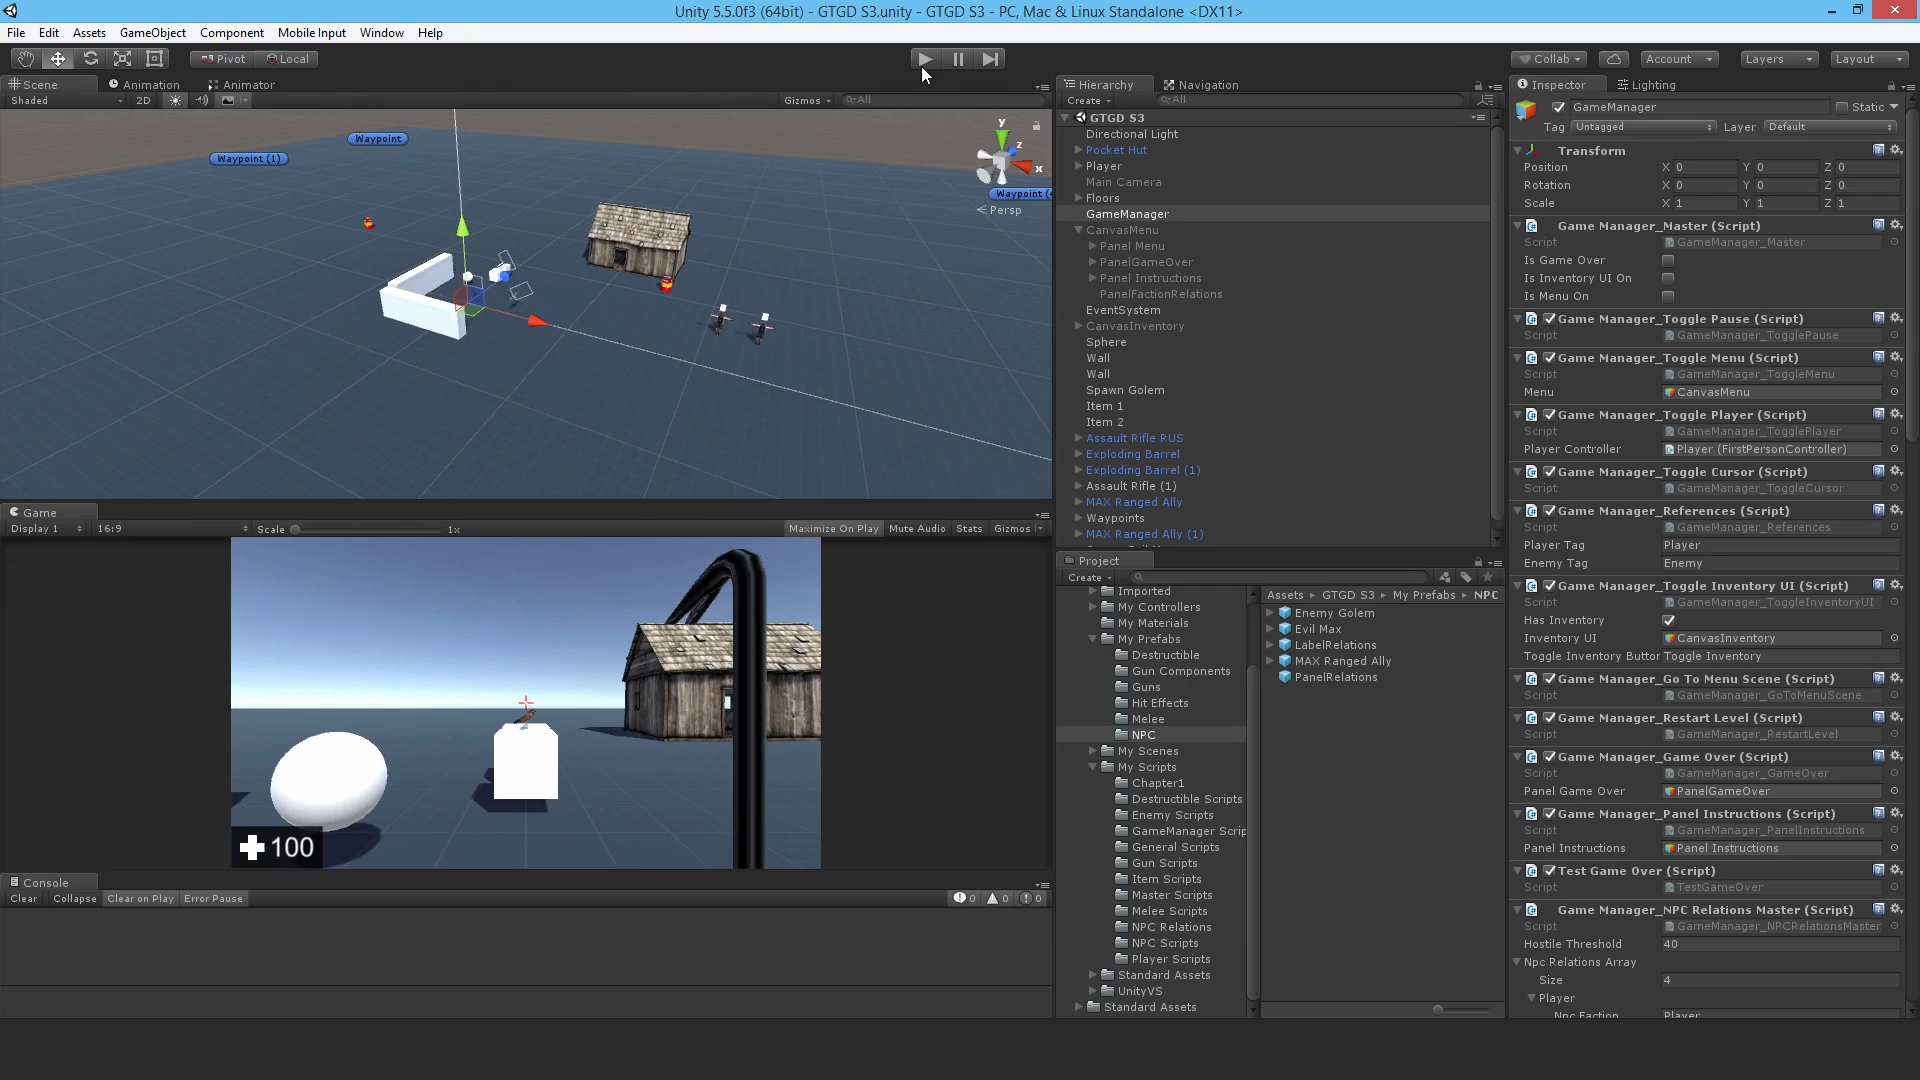 Unity 5.5.0f3 (64bit) - GTGD S3.unity - GTGD S3 - PC, Mac & Linux Standalone <DX11>
File Edit Assets GameObject Component Mobile Input Window Help
Pivot Local Collab Account Layers Layout
Scene Animation Animator
Shaded 2D Gizmos All
Waypoint
Waypoint (1)
y
z
x
Waypoint (
Persp
Game
Display 1 16:9 Scale 1x Maximize On Play Mute Audio Stats Gizmos
100
Console
Clear Collapse Clear on Play Error Pause 0 0 0
Hierarchy Navigation
Create All
GTGD S3
Directional Light
Pocket Hut
Player
Main Camera
Floors
GameManager
CanvasMenu
Panel Menu
PanelGameOver
Panel Instructions
PanelFactionRelations
EventSystem
CanvasInventory
Sphere
Wall
Wall
Spawn Golem
Item 1
Item 2
Assault Rifle RUS
Exploding Barrel
Exploding Barrel (1)
Assault Rifle (1)
MAX Ranged Ally
Waypoints
MAX Ranged Ally (1)
Project
Create
Imported
My Controllers
My Materials
My Prefabs
Destructible
Gun Components
Guns
Hit Effects
Melee
NPC
My Scenes
My Scripts
Chapter1
Destructible Scripts
Enemy Scripts
GameManager Scrip
General Scripts
Gun Scripts
Item Scripts
Master Scripts
Melee Scripts
NPC Relations
NPC Scripts
Player Scripts
Standard Assets
UnityVS
Standard Assets
Assets GTGD S3 My Prefabs NPC
Enemy Golem
Evil Max
LabelRelations
MAX Ranged Ally
PanelRelations
Inspector Lighting
GameManager Static
Tag Untagged Layer Default
Transform
Position X 0 Y 0 Z 0
Rotation X 0 Y 0 Z 0
Scale X 1 Y 1 Z 1
Game Manager_Master (Script)
Script GameManager_Master
Is Game Over
Is Inventory UI On
Is Menu On
Game Manager_Toggle Pause (Script)
Script GameManager_TogglePause
Game Manager_Toggle Menu (Script)
Script GameManager_ToggleMenu
Menu CanvasMenu
Game Manager_Toggle Player (Script)
Script GameManager_TogglePlayer
Player Controller Player (FirstPersonController)
Game Manager_Toggle Cursor (Script)
Script GameManager_ToggleCursor
Game Manager_References (Script)
Script GameManager_References
Player Tag Player
Enemy Tag Enemy
Game Manager_Toggle Inventory UI (Script)
Script GameManager_ToggleInventoryUI
Has Inventory
Inventory UI CanvasInventory
Toggle Inventory Buttor Toggle Inventory
Game Manager_Go To Menu Scene (Script)
Script GameManager_GoToMenuScene
Game Manager_Restart Level (Script)
Script GameManager_RestartLevel
Game Manager_Game Over (Script)
Script GameManager_GameOver
Panel Game Over PanelGameOver
Game Manager_Panel Instructions (Script)
Script GameManager_PanelInstructions
Panel Instructions Panel Instructions
Test Game Over (Script)
Script TestGameOver
Game Manager_NPC Relations Master (Script)
Script GameManager_NPCRelationsMaster
Hostile Threshold 40
Npc Relations Array
Size 4
Player
Npc Faction Player